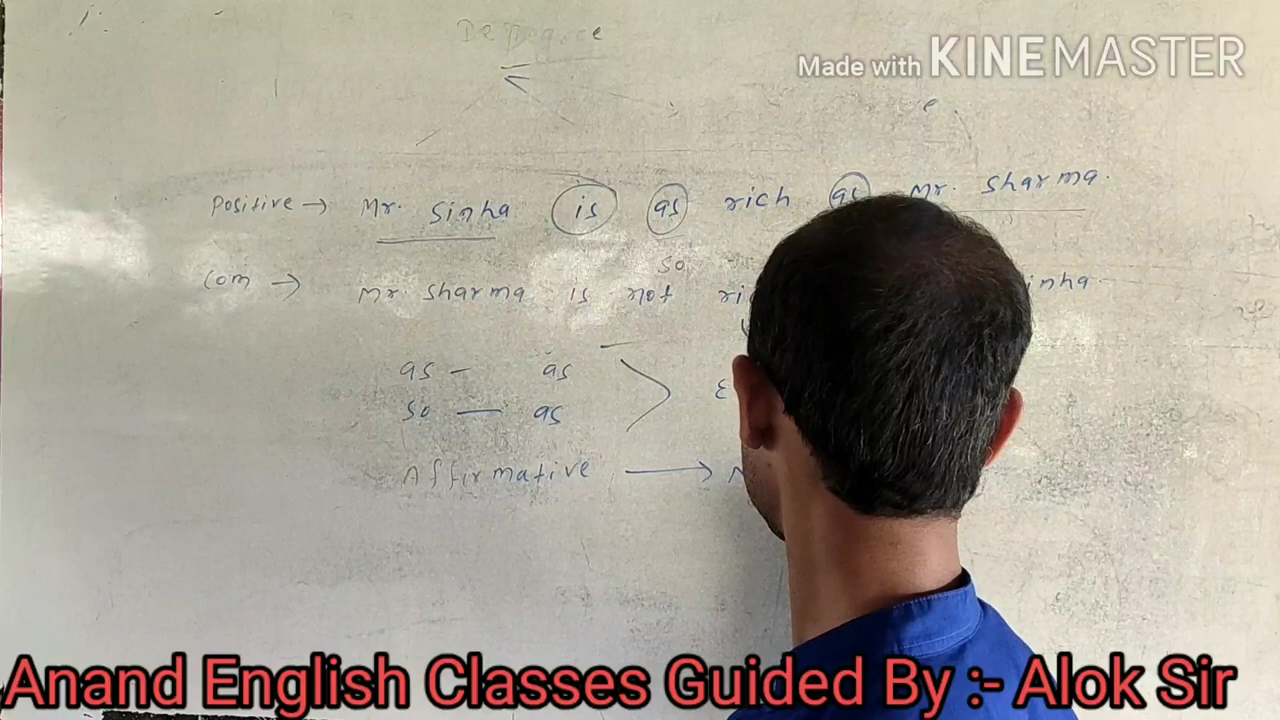 Degree
Made with KINEMASTER
Positive → Mr. Sinha is as rich as Mr. Sharma.
so
Com → Mr Sharma is not
as — as
so — as
Affirmative →
Anand English Classes Guided By :- Alok Sir